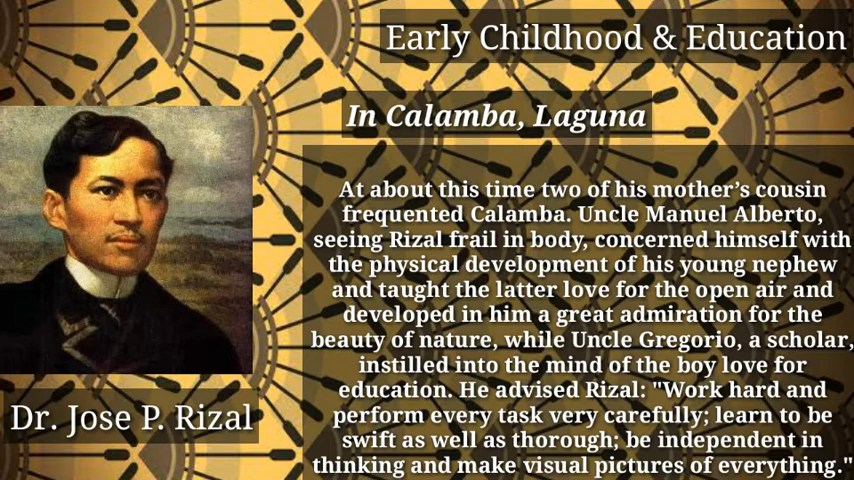 Early Childhood & Education
In Calamba, Laguna
At about this time two of his mother’s cousin
frequented Calamba. Uncle Manuel Alberto,
seeing Rizal frail in body, concerned himself with
the physical development of his young nephew
and taught the latter love for the open air and
developed in him a great admiration for the
beauty of nature, while Uncle Gregorio, a scholar,
instilled into the mind of the boy love for
education. He advised Rizal: "Work hard and
perform every task very carefully; learn to be
swift as well as thorough; be independent in
thinking and make visual pictures of everything."
Dr. Jose P. Rizal